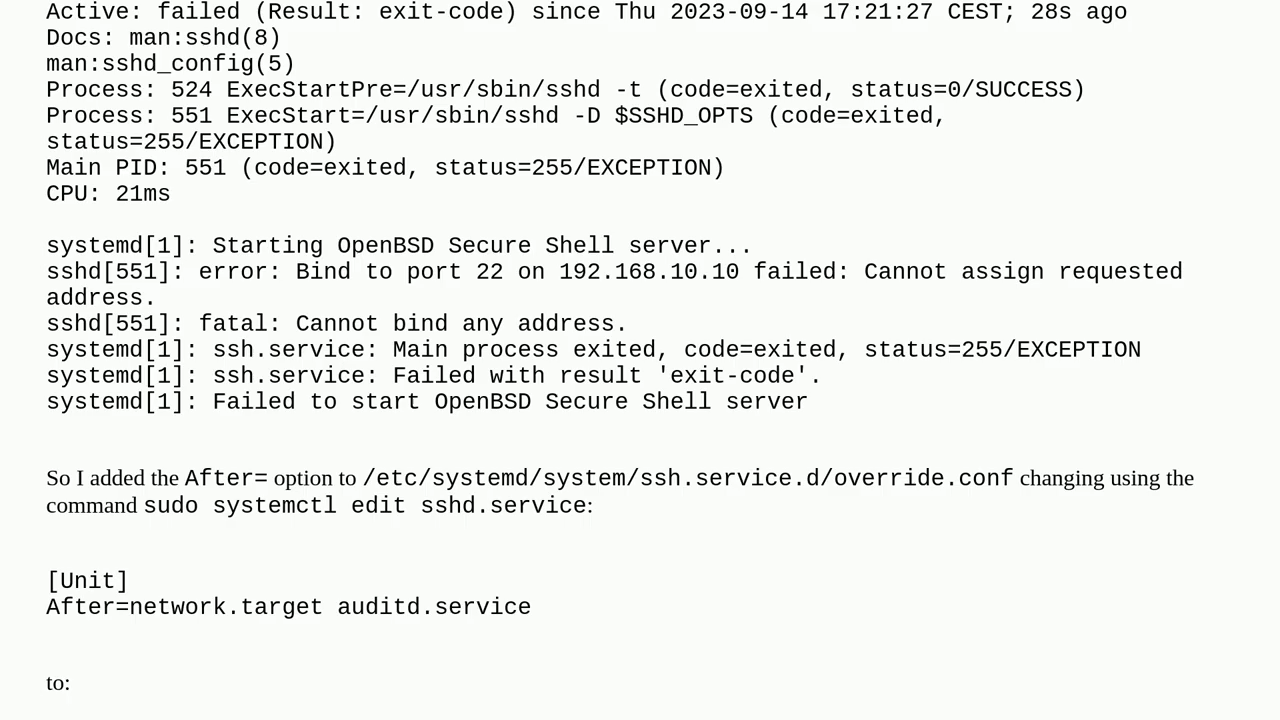 Active: failed (Result: exit-code) since Thu 2023-09-14 17:21:27 CEST; 28s ago
Docs: man:sshd(8)
man:sshd_config(5)
Process: 524 ExecStartPre=/usr/sbin/sshd -t (code=exited, status=0/SUCCESS)
Process: 551 ExecStart=/usr/sbin/sshd -D $SSHD_OPTS (code=exited,
status=255/EXCEPTION)
Main PID: 551 (code=exited, status=255/EXCEPTION)
CPU: 21ms
systemd[1]: Starting OpenBSD Secure Shell server...
sshd[551]: error: Bind to port 22 on 192.168.10.10 failed: Cannot assign requested
address.
sshd[551]: fatal: Cannot bind any address.
systemd[1]: ssh.service: Main process exited, code=exited, status=255/EXCEPTION
systemd[1]: ssh.service: Failed with result 'exit-code'.
systemd[1]: Failed to start OpenBSD Secure Shell server
So I added the After= option to /etc/systemd/system/ssh.service.d/override.conf changing using the
command sudo systemctl edit sshd.service:
[Unit]
After=network.target auditd.service
to: